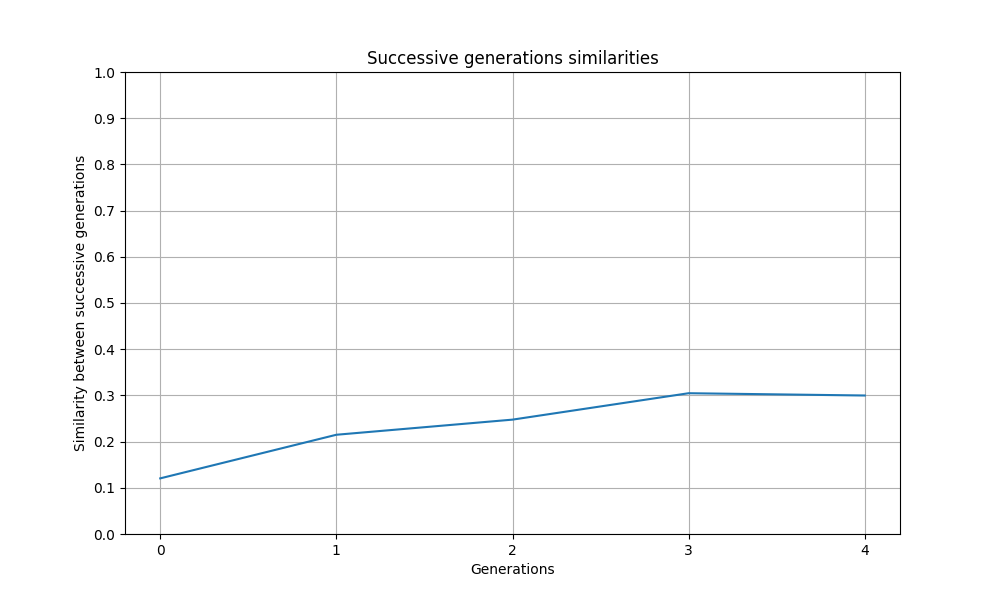 Successive generations similarities
1.0
0.9
0.8
0.7
0.6
0.5
0.4
0.3
0.2
0.1
0.0
Similarity between successive generations
0 1 2 3 4
Generations